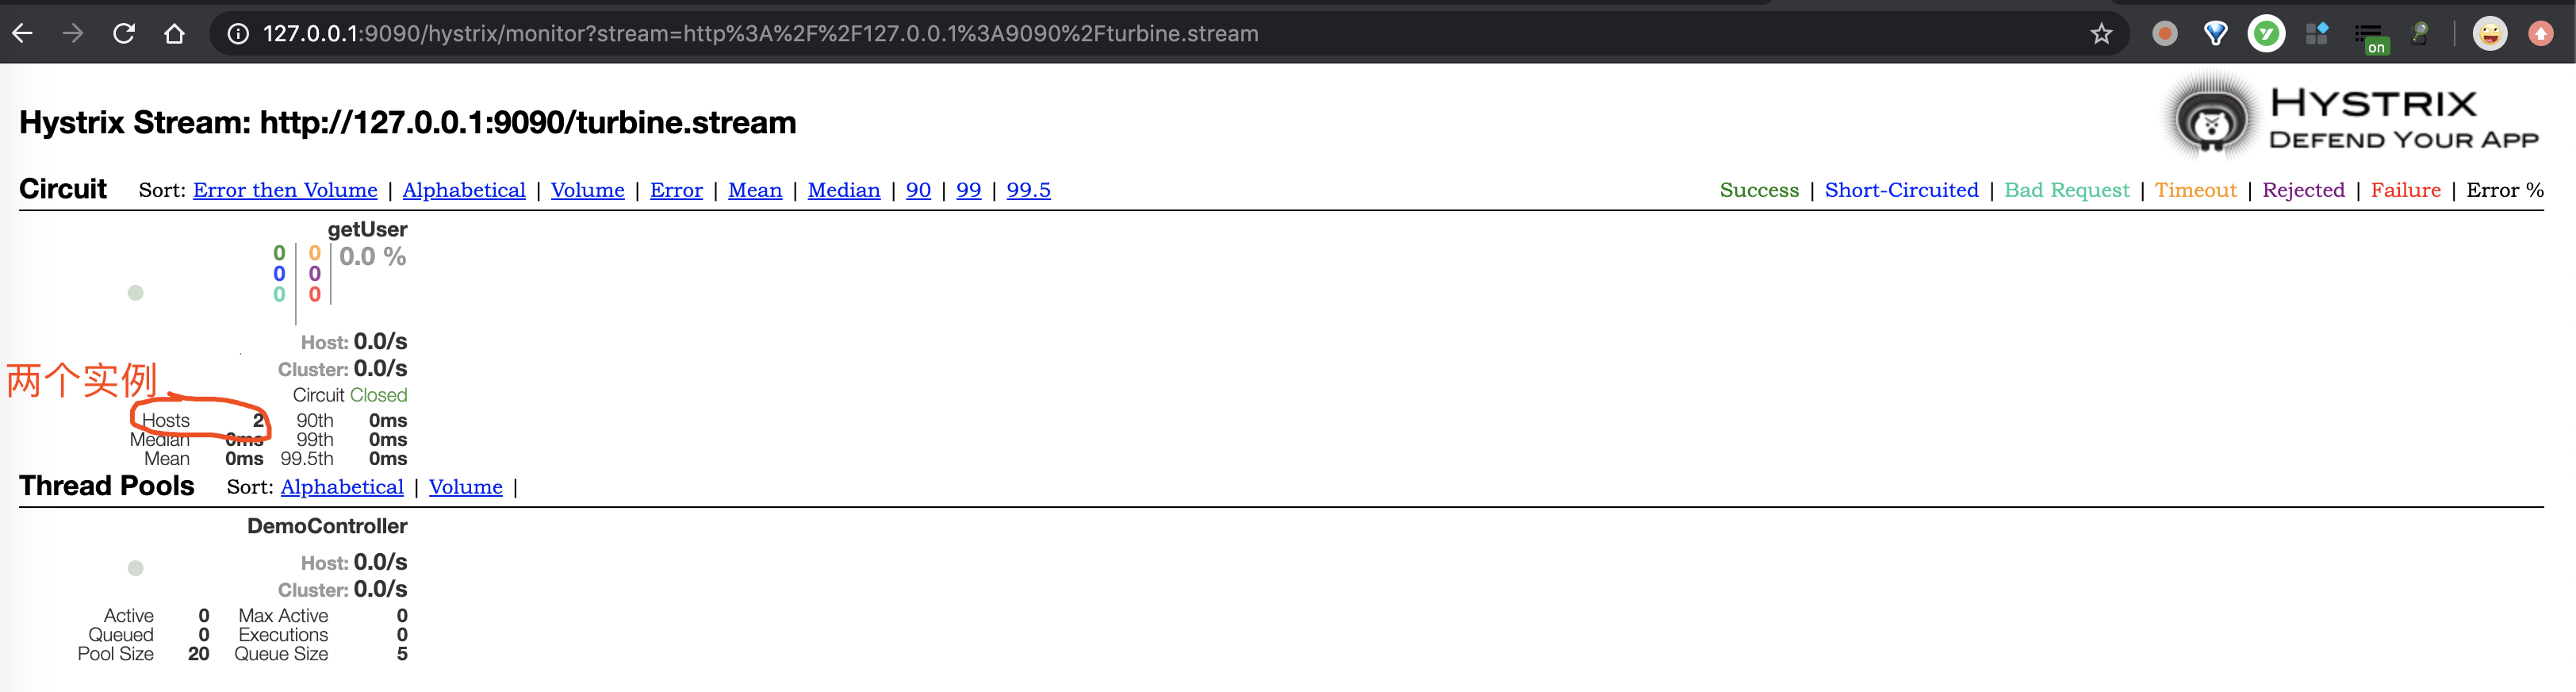 127.0.0.1:9090/hystrix/monitor?stream=http%3A%2F%2F127.0.0.1%3A9090%2Fturbine.stream
on
Hystrix Stream: http://127.0.0.1:9090/turbine.stream
HYSTRIX
DEFEND YOUR APP
Circuit Sort: Error then Volume | Alphabetical | Volume | Error | Mean | Median | 90 | 99 | 99.5
Success | Short-Circuited | Bad Request | Timeout | Rejected | Failure | Error %
getUser
0 0 0.0 %
0 0
0 0
Host: 0.0/s
Cluster: 0.0/s
两个实例
Circuit Closed
Hosts 2 90th 0ms
Median 0ms 99th 0ms
Mean 0ms 99.5th 0ms
Thread Pools Sort: Alphabetical | Volume |
DemoController
Host: 0.0/s
Cluster: 0.0/s
Active 0 Max Active 0
Queued 0 Executions 0
Pool Size 20 Queue Size 5